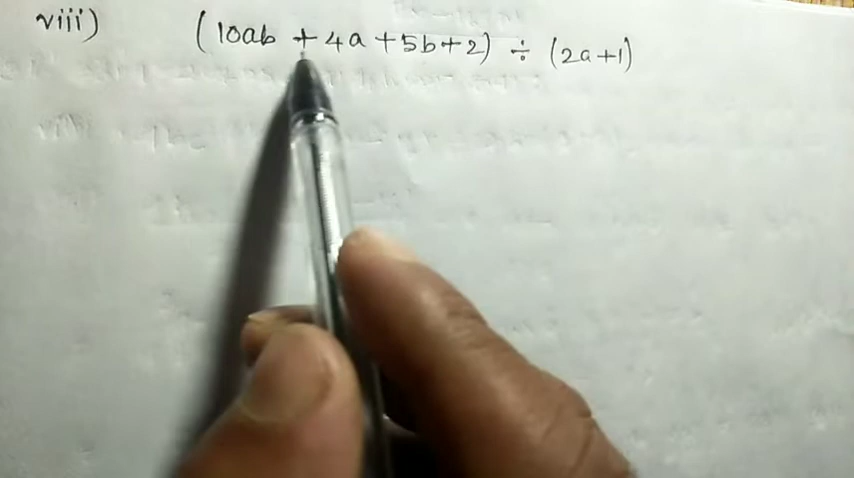 viii) (10ab + 4a + 5b + 2) ÷ (2a + 1)